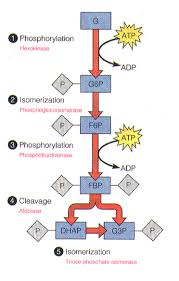 G
1 Phosphorylation
Hexokinase
ATP
ADP
P
G6P
2 Isomerization
Phosphoglucoisomerase
P
F6P
3 Phosphorylation
Phosphofructokinase
ATP
ADP
P
FBP
P
4 Cleavage
Aldolase
P
DHAP
G3P
P
5 Isomerization
Triose phosphate isomerase